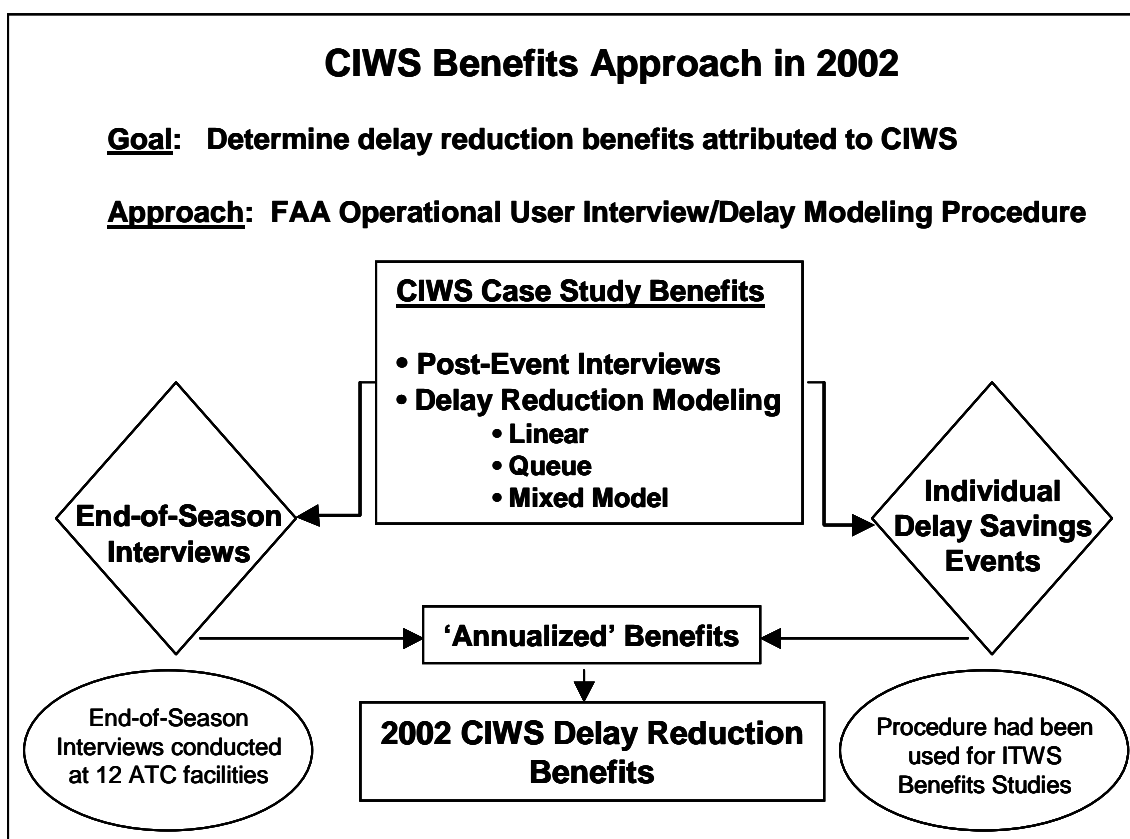 CIWS Benefits Approach in 2002
Goal: Determine delay reduction benefits attributed to CIWS
Approach: FAA Operational User Interview/Delay Modeling Procedure
CIWS Case Study Benefits
• Post-Event Interviews
• Delay Reduction Modeling
• Linear
• Queue
• Mixed Model
End-of-Season
Interviews
Individual
Delay Savings
Events
‘Annualized’ Benefits
End-of-Season
Interviews conducted
at 12 ATC facilities
2002 CIWS Delay Reduction
Benefits
Procedure had been
used for ITWS
Benefits Studies